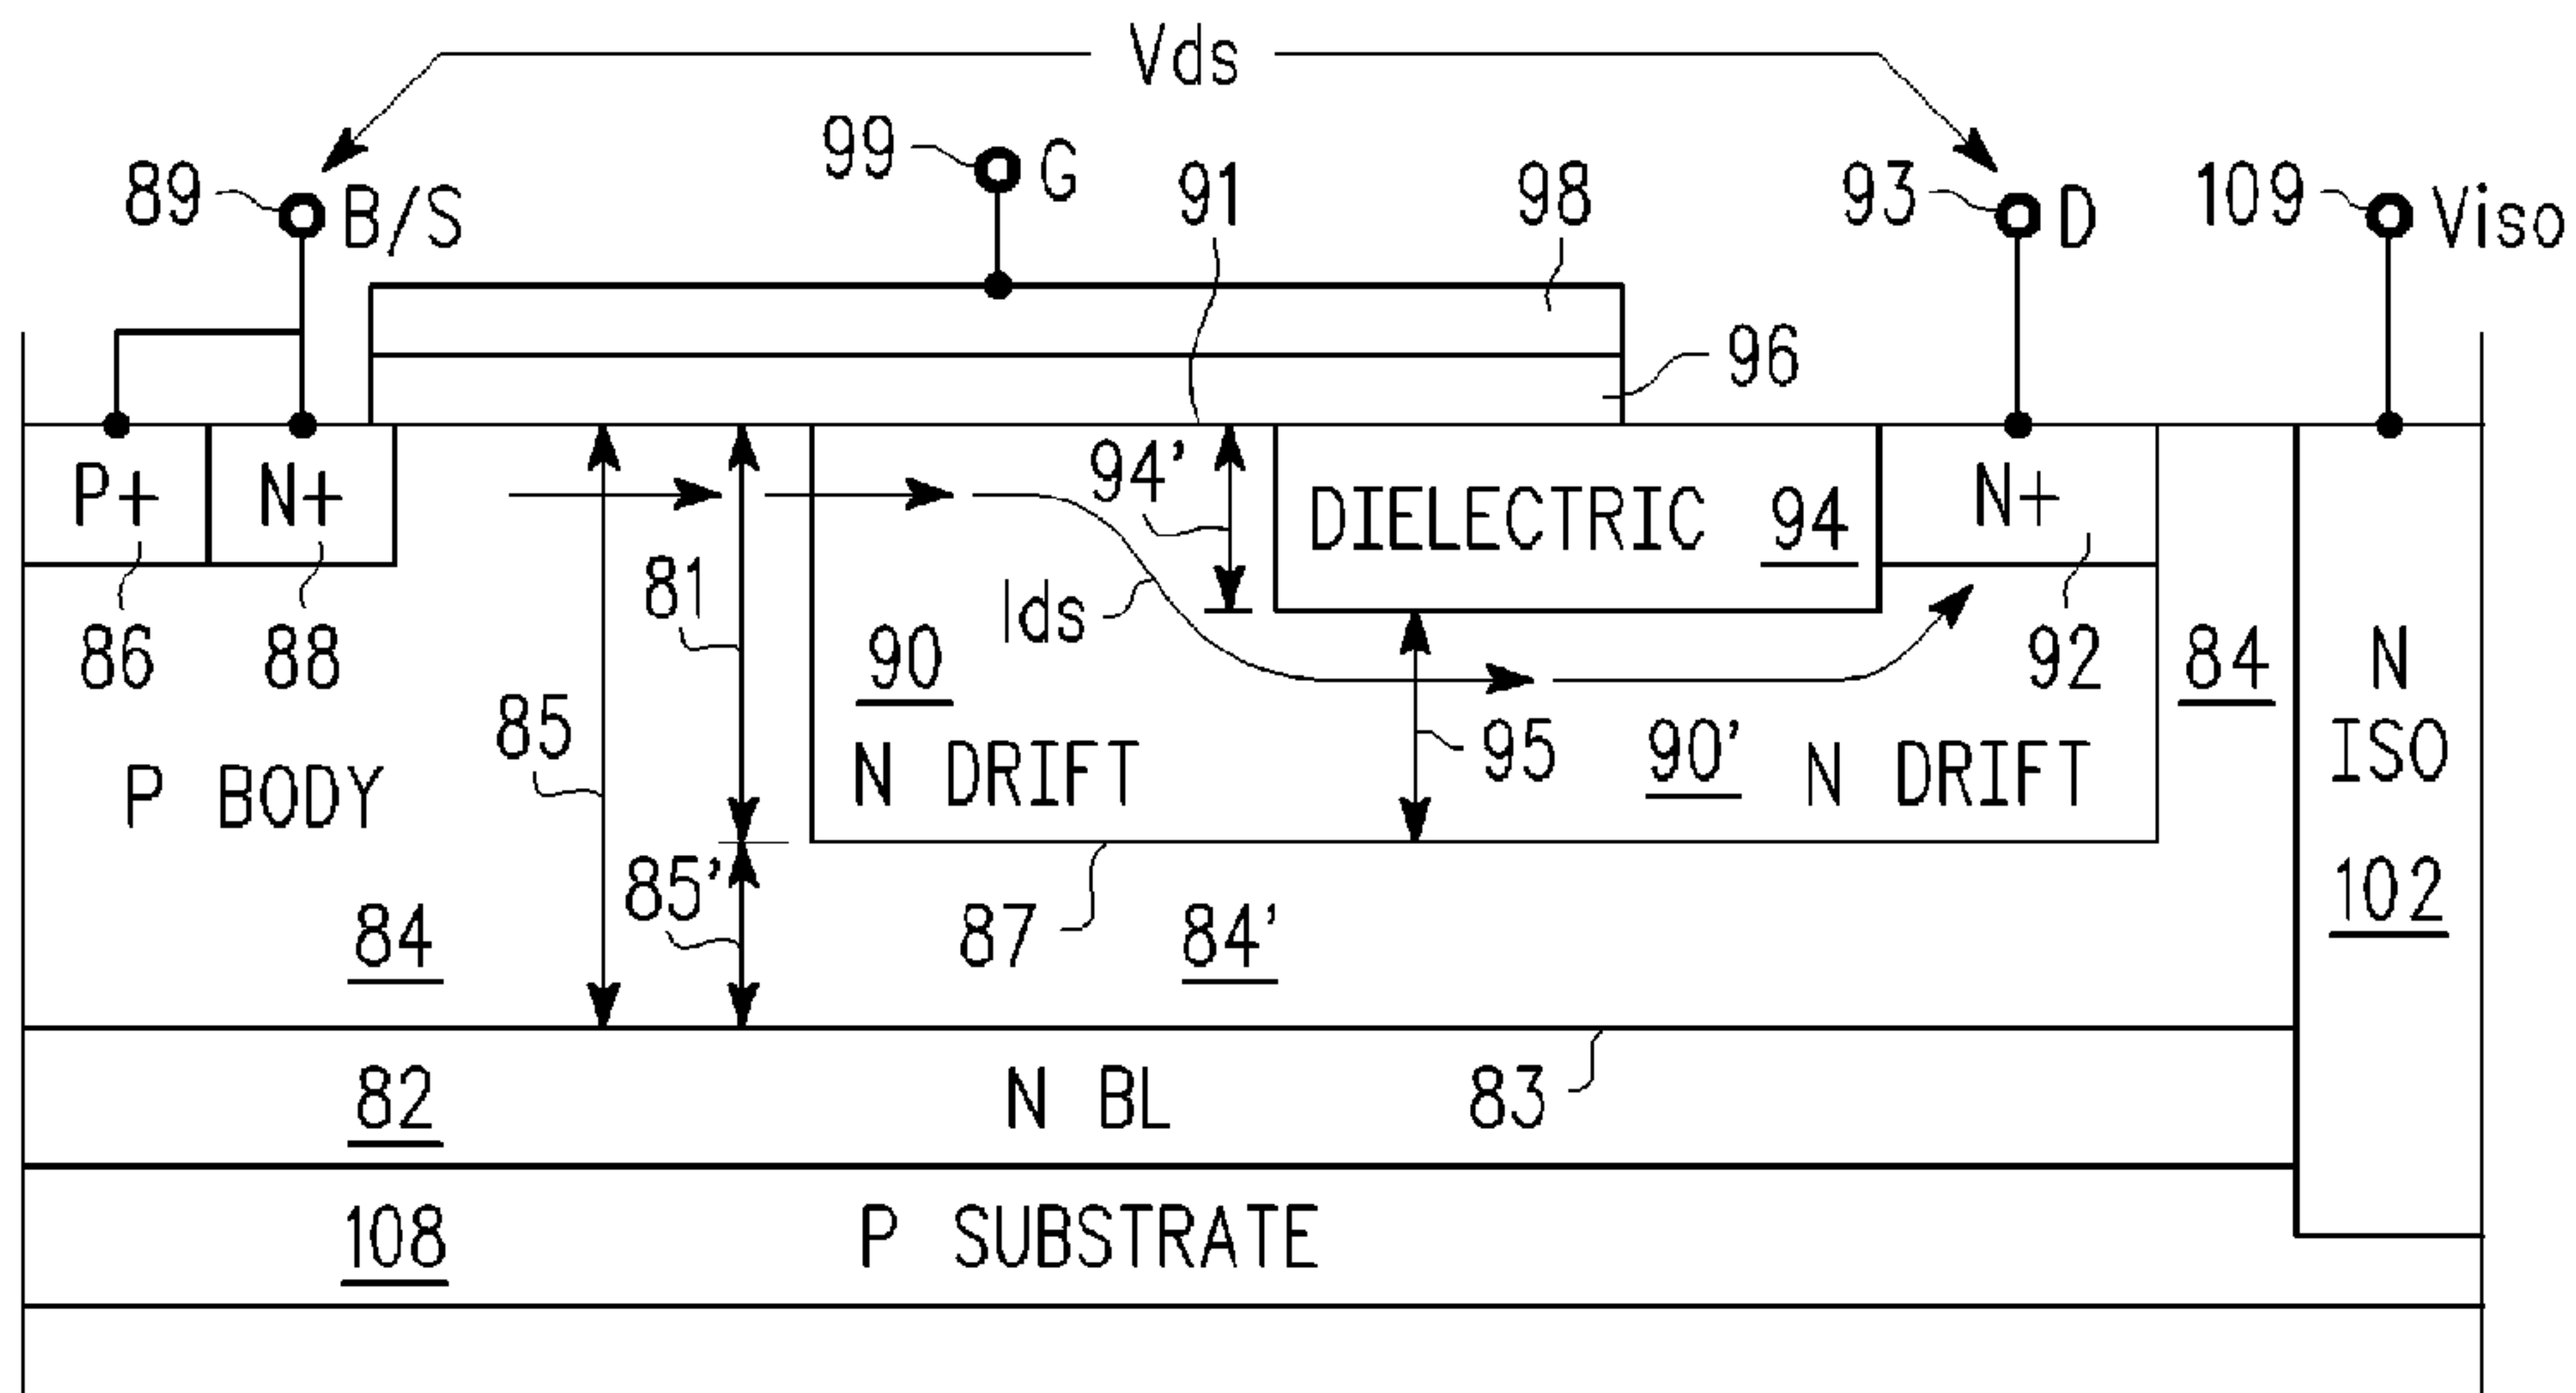 Vds
99 G
89 B/S
91
98
93 D
109 Viso
96
P+
N+
94'
DIELECTRIC 94
N+
81
Ids
86
88
90
92
84
N
ISO
85
95
90'
N DRIFT
N DRIFT
P BODY
85'
102
84
87
84'
82
N BL
83
108
P SUBSTRATE